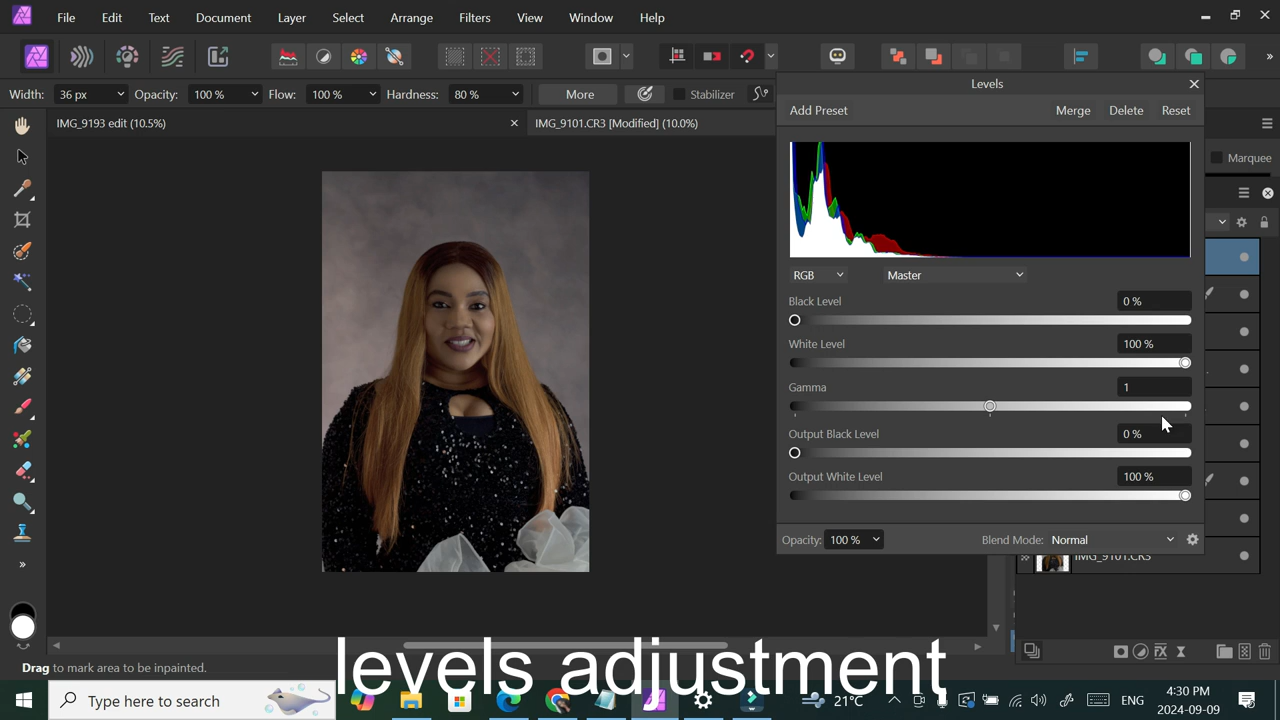 File Edit Text Document Layer Select Arrange Filters View Window Help
Width: 36 px Opacity: 100 % Flow: 100 % Hardness: 80 % More Stabilizer
IMG_9193 edit (10.5%)
IMG_9101.CR3 [Modified] (10.0%)
Levels
Add Preset Merge Delete Reset
Marquee
RGB Master
Black Level 0 %
White Level 100 %
Gamma 1
Output Black Level 0 %
Output White Level 100 %
Opacity: 100 % Blend Mode: Normal
IMG_9101.CR3
levels adjustment
Drag to mark area to be inpainted.
Type here to search
21°C
ENG
4:30 PM
2024-09-09